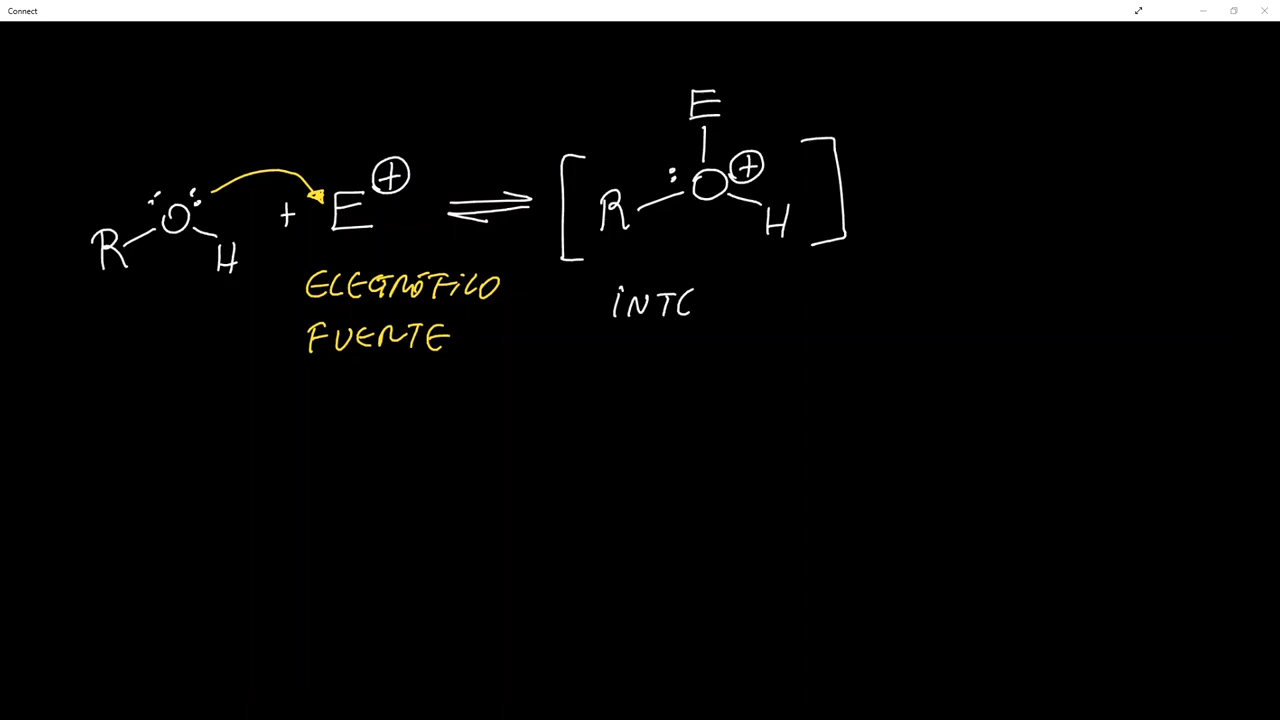 Connect
E
R O H + E + ⇌ [ R : O + H ]
ELECTRÓFILO
FUERTE
INTC